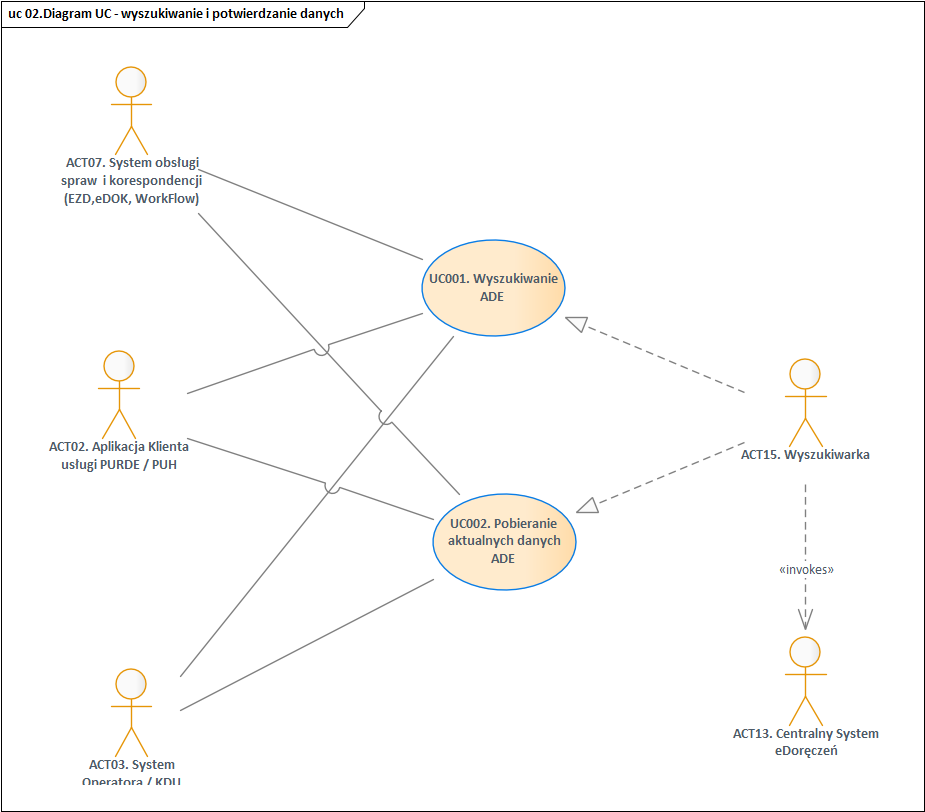 uc 02.Diagram UC - wyszukiwanie i potwierdzanie danych
ACT07. System obsługi
spraw i korespondencji
(EZD,eDOK, WorkFlow)
UC001. Wyszukiwanie
ADE
ACT02. Aplikacja Klienta
usługi PURDE / PUH
ACT15. Wyszukiwarka
UC002. Pobieranie
aktualnych danych
ADE
«invokes»
ACT13. Centralny System
eDoręczeń
ACT03. System
Operatora / KDU